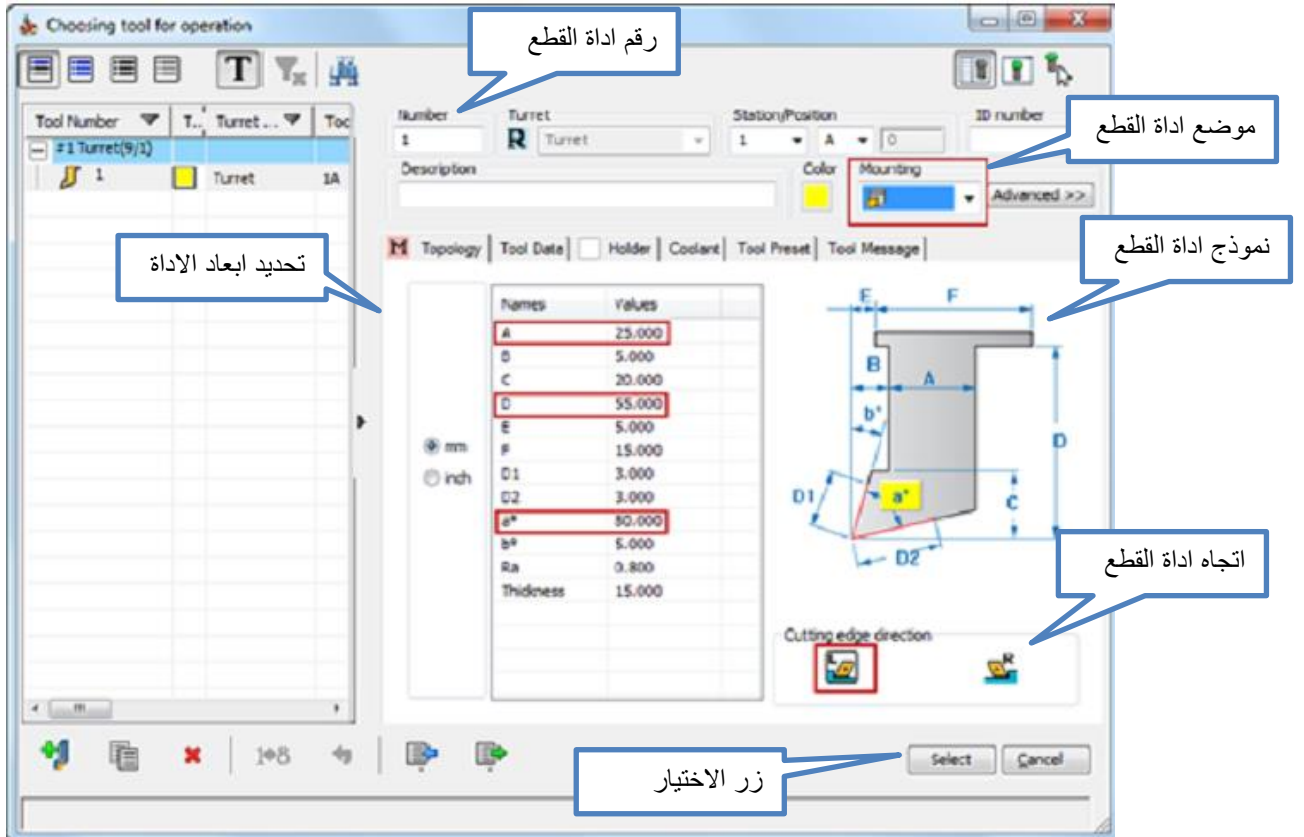 Choosing tool for operation
رقم اداة القطع
T
Tool Number T.. Turret ... Toc
#1 Turret(9/1)
1 Turret 1A
Number Turret Station/Position ID number
1 R Turret 1 A 0
موضع اداة القطع
Description Color Mounting
Advanced >>
M Topology Tool Data Holder Coolant Tool Preset Tool Message
نموذج اداة القطع
تحديد ابعاد الاداة
mm
inch
Names Values
A 25.000
B 5.000
C 20.000
D 55.000
E 5.000
F 15.000
D1 3.000
D2 3.000
a° 80.000
b° 5.000
Ra 0.800
Thickness 15.000
E F
B
A
b°
D
D1
a°
C
D2
اتجاه اداة القطع
Cutting edge direction
L R
زر الاختيار
Select Cancel